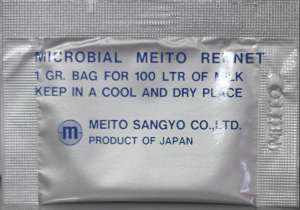 MICROBIAL MEITO RENNET
1 GR. BAG FOR 100 LTR OF MILK
KEEP IN A COOL AND DRY PLACE
m
MEITO SANGYO CO.,LTD.
PRODUCT OF JAPAN